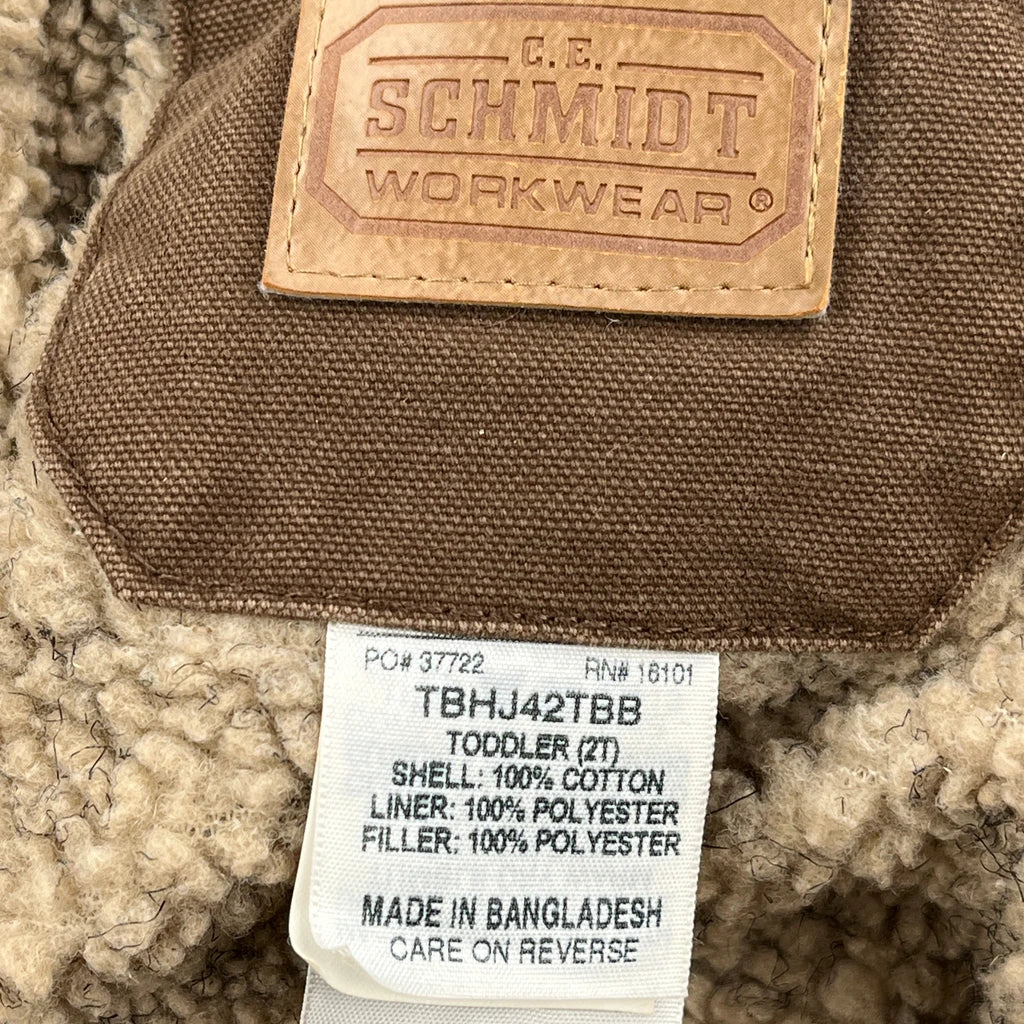 C.E.
SCHMIDT
WORKWEAR®
PO# 37722 RN# 16101
TBHJ42TBB
TODDLER (2T)
SHELL: 100% COTTON
LINER: 100% POLYESTER
FILLER: 100% POLYESTER
MADE IN BANGLADESH
CARE ON REVERSE